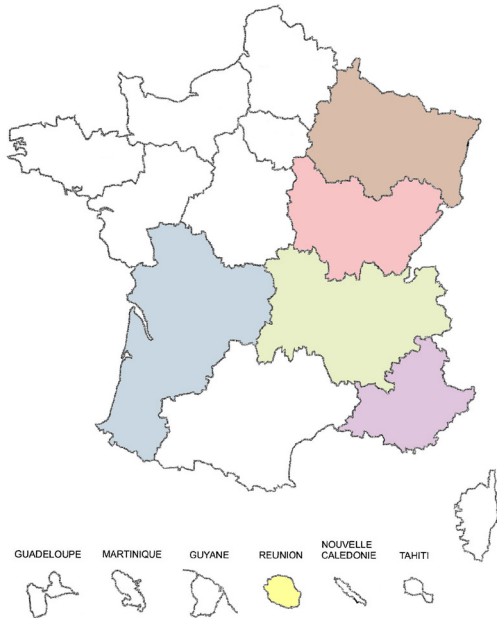 GUADELOUPE
MARTINIQUE
GUYANE
REUNION
NOUVELLE
CALEDONIE
TAHITI